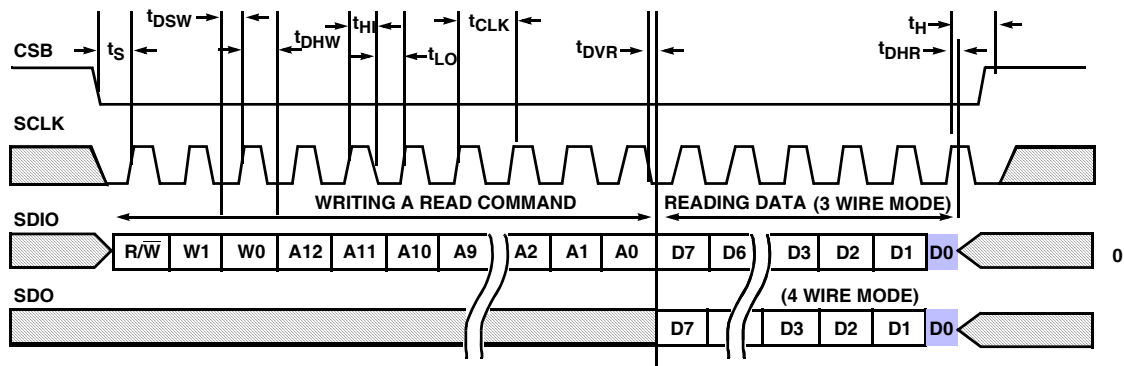 tDSW
tHI
tCLK
tH
CSB
tS
tDHW
tLO
tDVR
tDHR
SCLK
WRITING A READ COMMAND
READING DATA (3 WIRE MODE)
SDIO
R/W̅ W1 W0 A12 A11 A10 A9 A2 A1 A0 D7 D6 D3 D2 D1 D0
0
SDO
(4 WIRE MODE)
D7 D3 D2 D1 D0